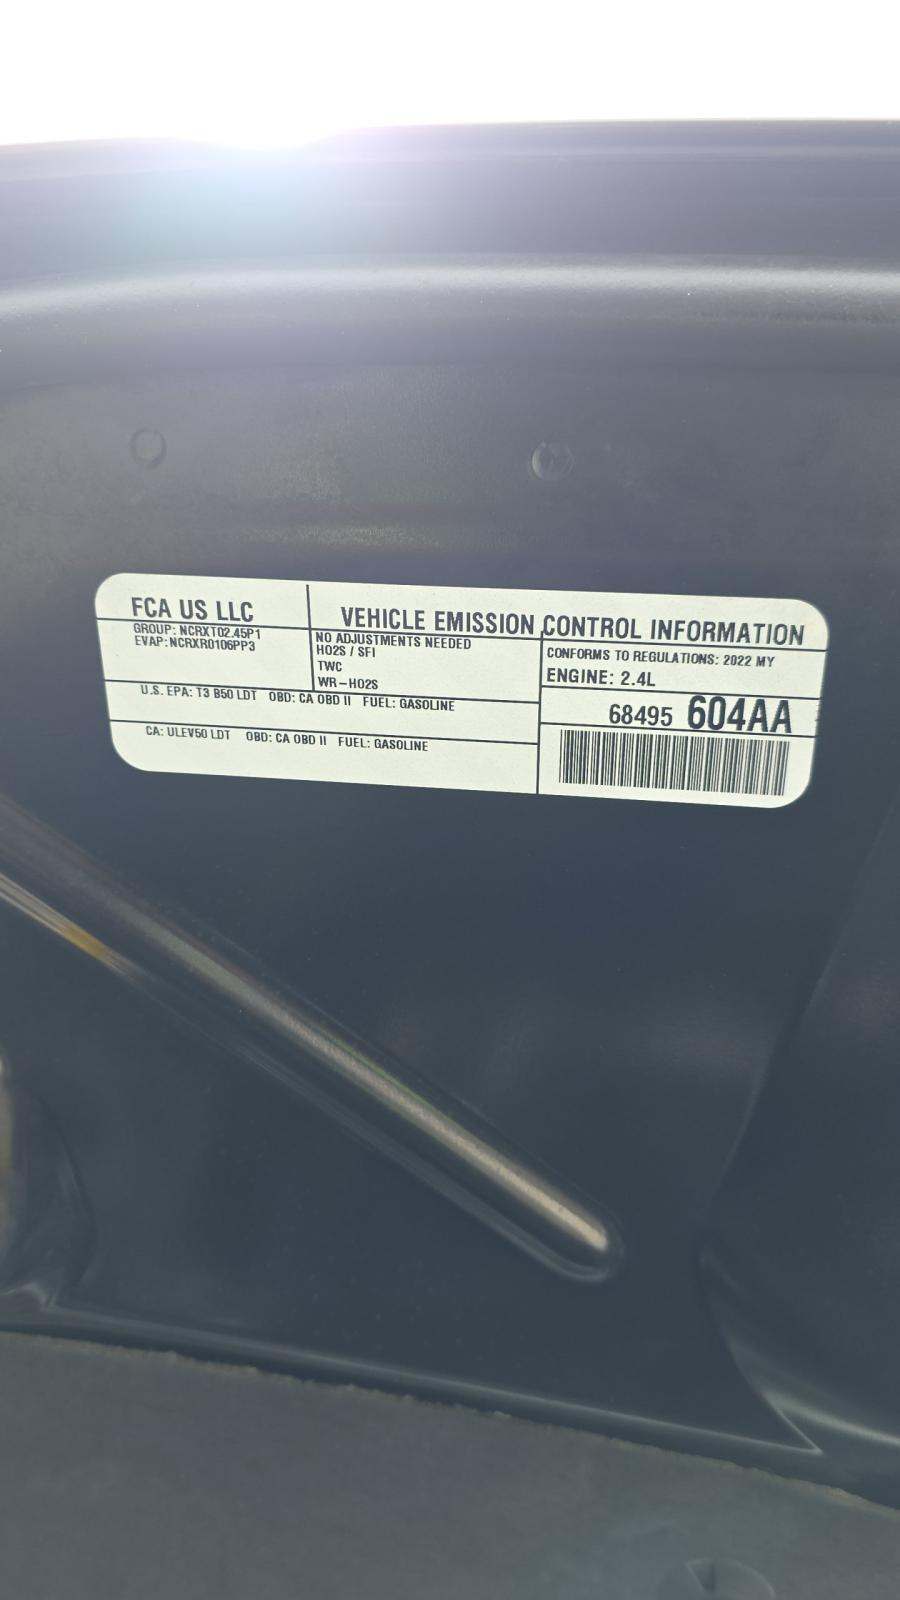 FCA US LLC
GROUP: NCRXT02.45P1
EVAP:NCRXR0106PP3
VEHICLE EMISSION CONTROL INFORMATION
NO ADJUSTMENTS NEEDED
HO2S / SFI
TWC
WR-HO2S
CONFORMS TO REGULATIONS: 2022 MY
ENGINE: 2.4L
U.S. EPA: T3 B50 LDT OBD: CA OBD II FUEL: GASOLINE
68495 604AA
CA: ULEV50 LDT OBD: CA OBD II FUEL: GASOLINE